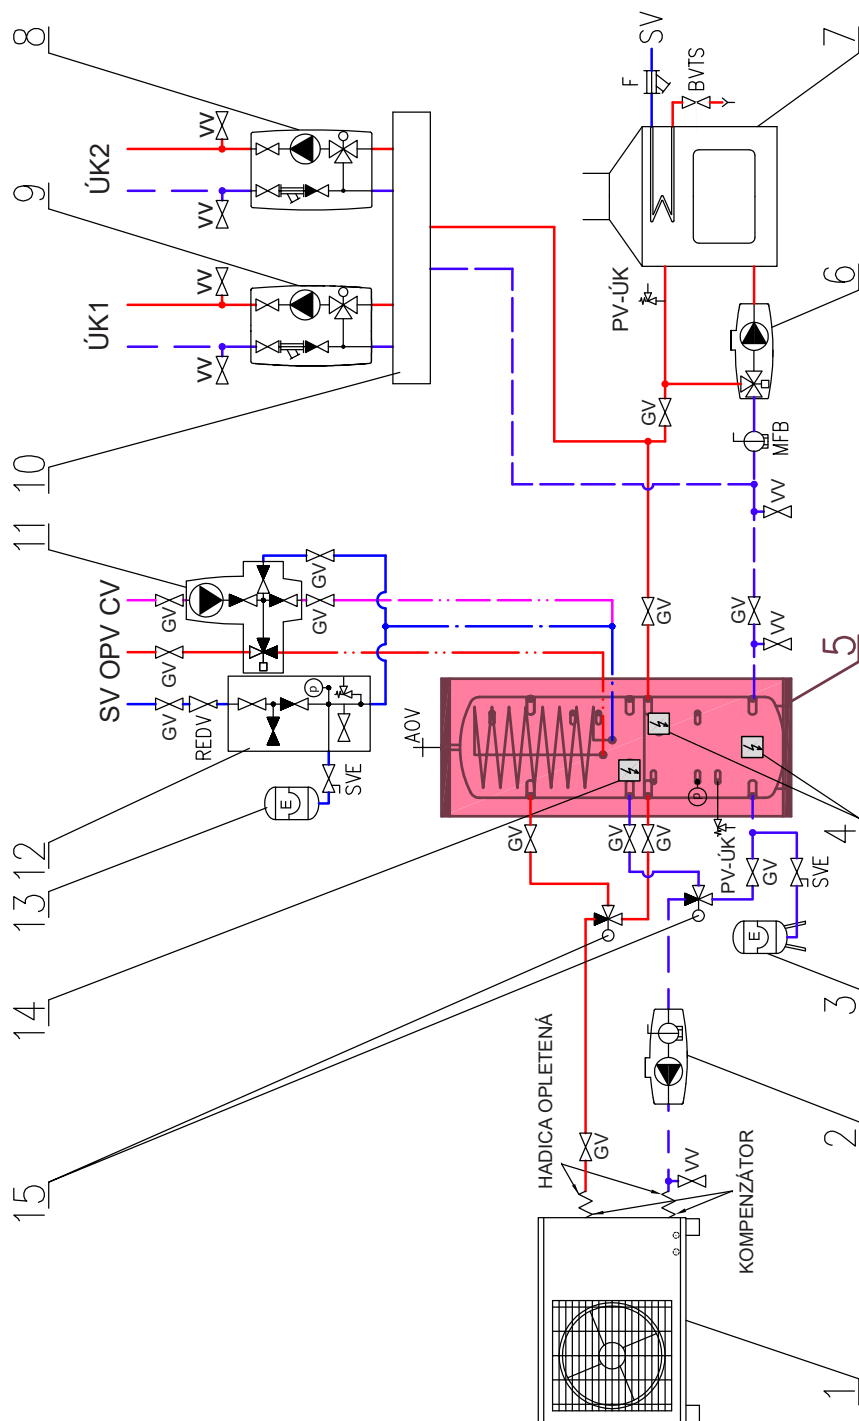 15
14
13
12
11
10
9
8
SV OPV CV
ÚK1
ÚK2
GV
GV
GV
REDV
VV
VV
VV
VV
E
p
GV
GV
SVE
AOV
GV
HADICA OPLETENÁ
GV
GV
GV
GV
PV-ÚK
GV
F
SV
BVTS
VV
p
PV-ÚK T
KOMPENZÁTOR
E
GV
GV
VV
VV
MFB
SVE
1
2
3
4
5
6
7